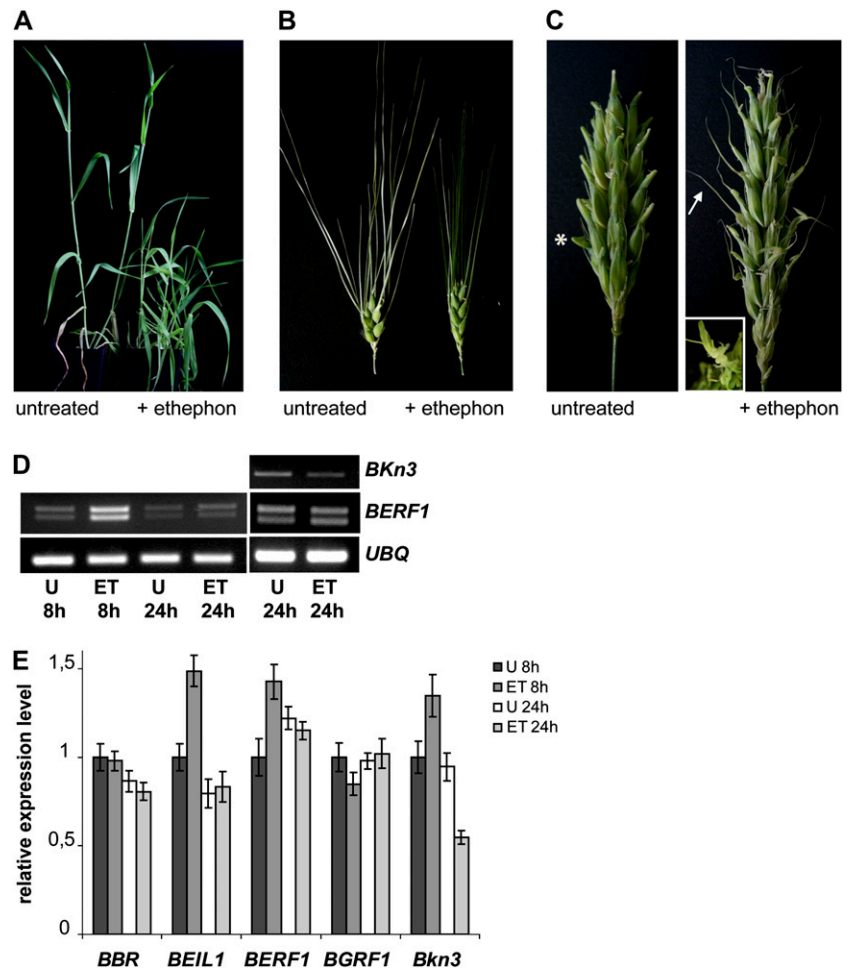 A
B
C
untreated + ethephon
untreated + ethephon
untreated
+ ethephon
*
D
BKn3
BERF1
UBQ
U ET U ET U ET
8h 8h 24h 24h 24h 24h
E
relative expression level
1,5
1
0,5
0
U 8h
ET 8h
U 24h
ET 24h
BBR BEIL1 BERF1 BGRF1 Bkn3